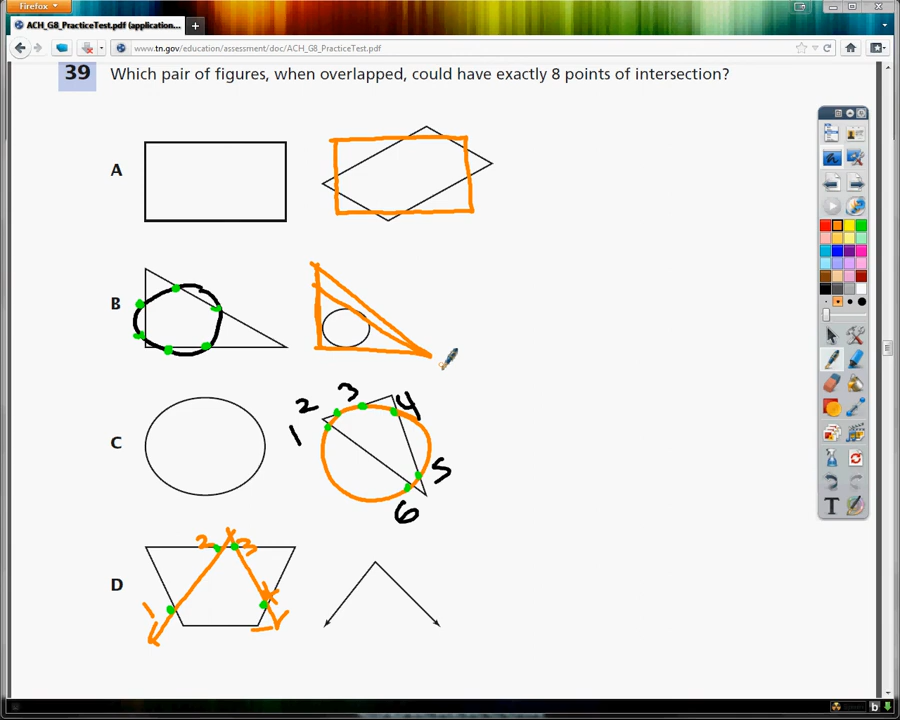 Firefox
ACH_G8_PracticeTest.pdf (application...
www.tn.gov/education/assessment/doc/ACH_G8_PracticeTest.pdf
39 Which pair of figures, when overlapped, could have exactly 8 points of intersection?
A
B
C
2 3 4
1
5
6
D
2 3
1
T
b